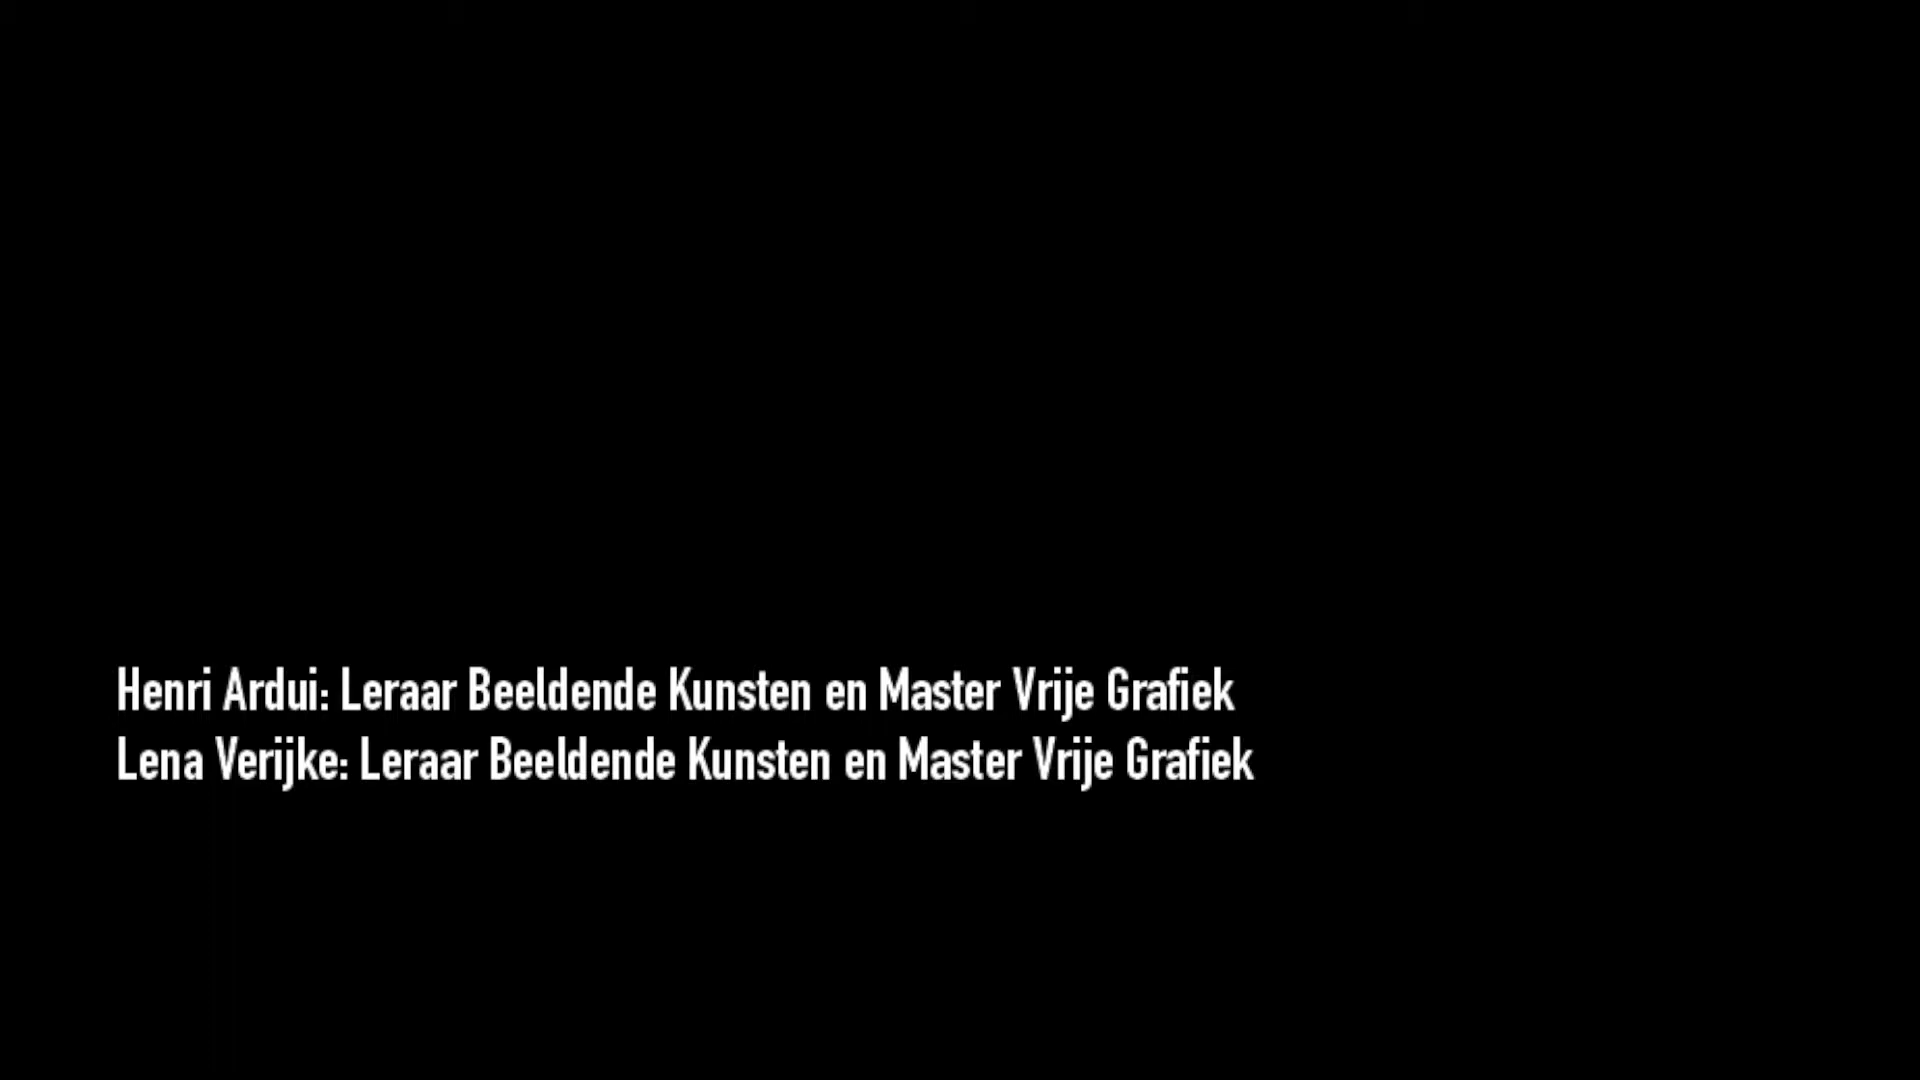 Henri Ardui: Leraar Beeldende Kunsten en Master Vrije Grafiek
Lena Verijke: Leraar Beeldende Kunsten en Master Vrije Grafiek